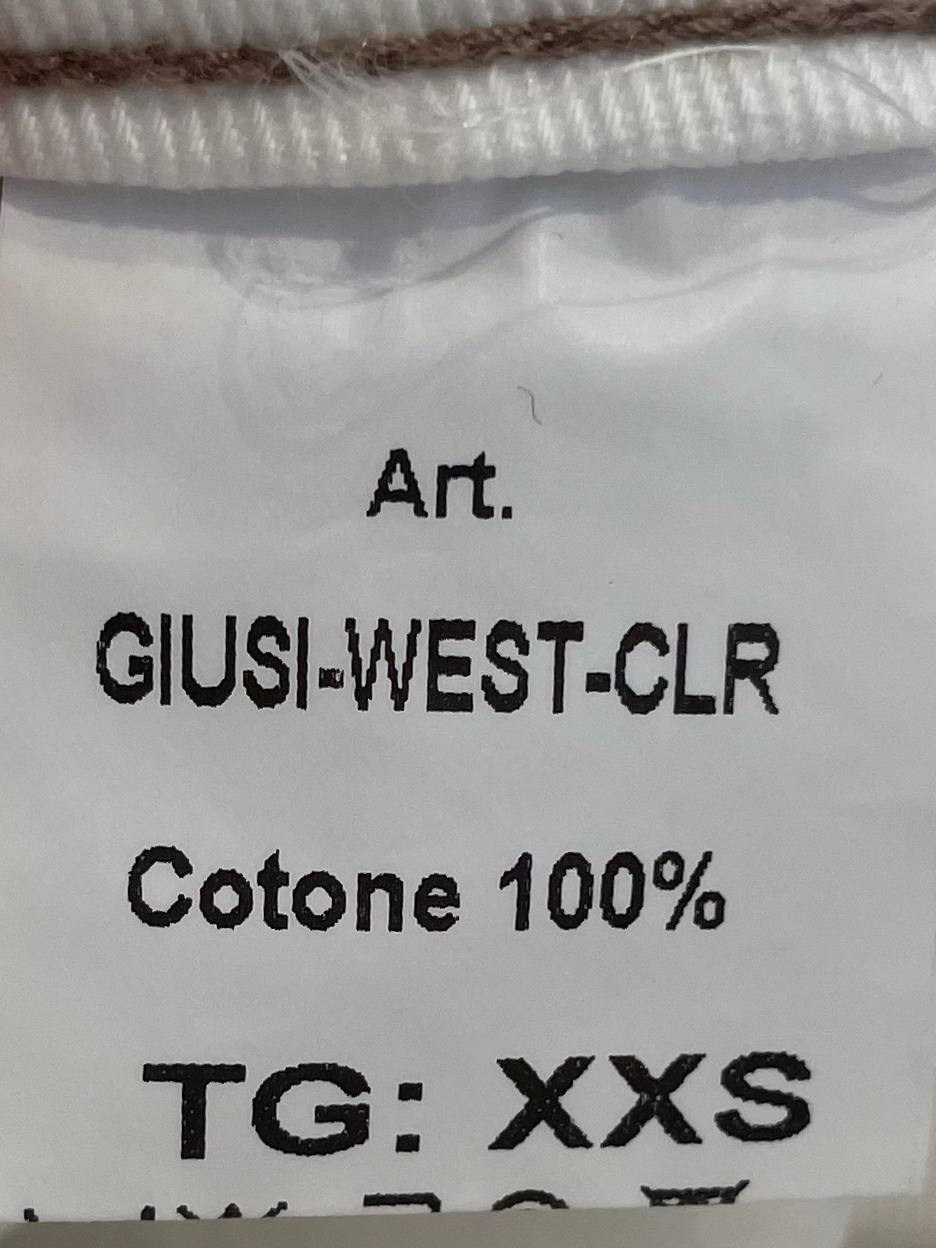 Art.
GIUSI-WEST-CLR
Cotone 100%
TG: XXS